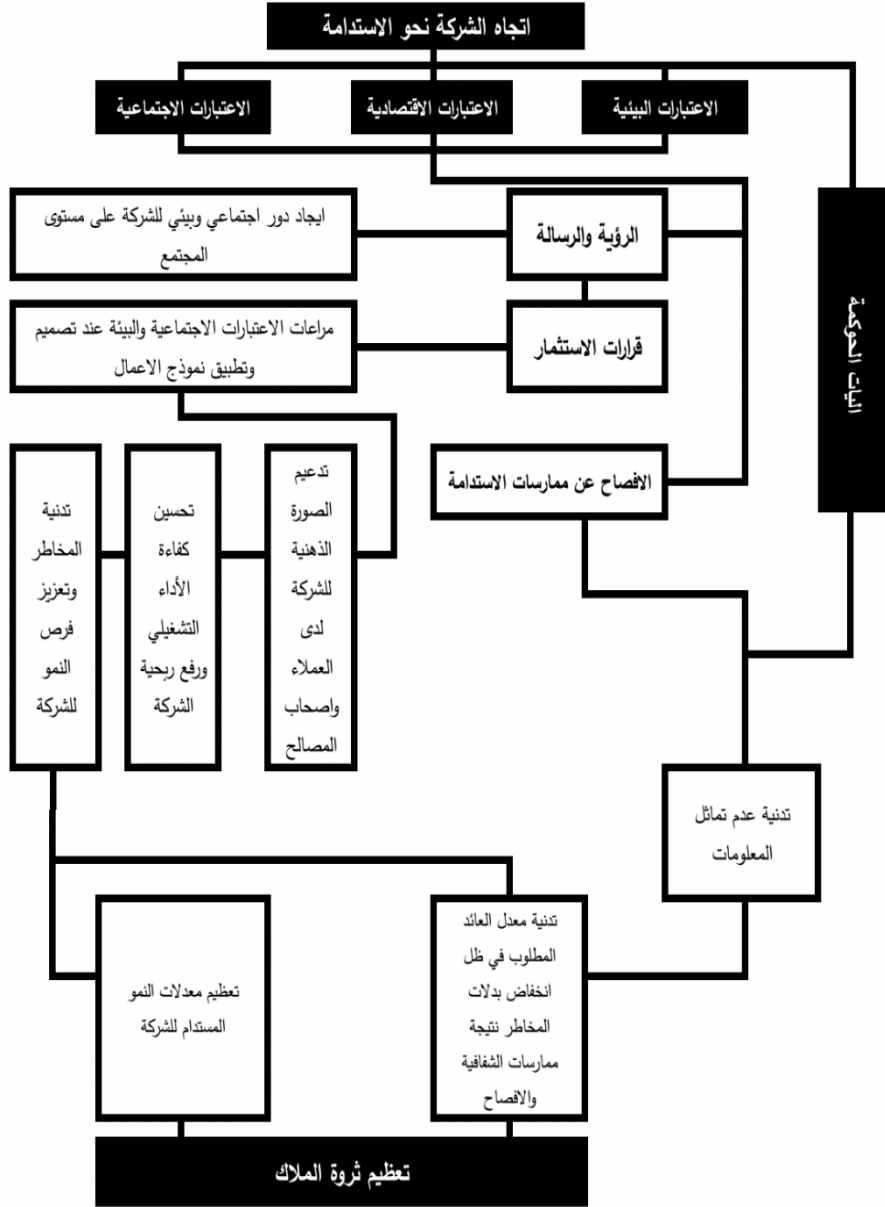 اتجاه الشركة نحو الاستدامة
الاعتبارات البيئية
الاعتبارات الاقتصادية
الاعتبارات الاجتماعية
اليات الحوكمة
الرؤية والرسالة
ايجاد دور اجتماعي وبيئي للشركة على مستوى
المجتمع
قرارات الاستثمار
مراعات الاعتبارات الاجتماعية والبيئة عند تصميم
وتطبيق نموذج الاعمال
الافصاح عن ممارسات الاستدامة
تدعيم
الصورة
الذهنية
للشركة
لدى
العملاء
واصحاب
المصالح
تحسين
كفاءة
الأداء
التشغيلي
ورفع ربحية
الشركة
تدنية
المخاطر
وتعزيز
فرص
النمو
للشركة
تدنية عدم تماثل
المعلومات
تدنية معدل العائد
المطلوب في ظل
انخفاض بدلات
المخاطر نتيجة
ممارسات الشفافية
والافصاح
تعظيم معدلات النمو
المستدام للشركة
تعظيم ثروة الملاك